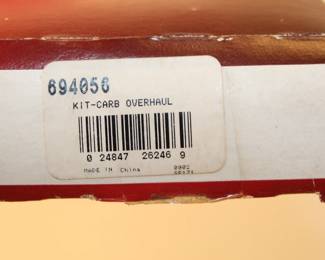 694056
KIT-CARB OVERHAUL
0 24847 26246 9
MADE IN China